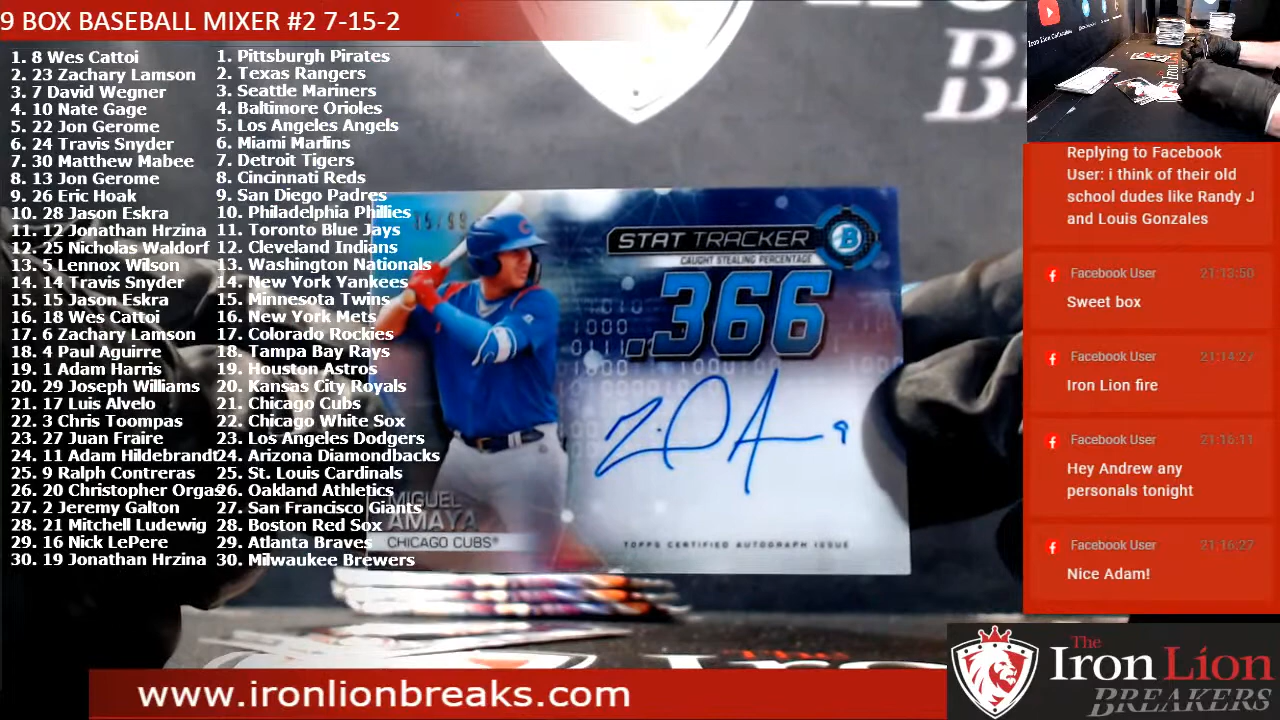 9 BOX BASEBALL MIXER #2 7-15-2
1. 8 Wes Cattoi
2. 23 Zachary Lamson
3. 7 David Wegner
4. 10 Nate Gage
5. 22 Jon Gerome
6. 24 Travis Snyder
7. 30 Matthew Mabee
8. 13 Jon Gerome
9. 26 Eric Hoak
10. 28 Jason Eskra
11. 12 Jonathan Hrzina
12. 25 Nicholas Waldorf
13. 5 Lennox Wilson
14. 14 Travis Snyder
15. 15 Jason Eskra
16. 18 Wes Cattoi
17. 6 Zachary Lamson
18. 4 Paul Aguirre
19. 1 Adam Harris
20. 29 Joseph Williams
21. 17 Luis Alvelo
22. 3 Chris Toompas
23. 27 Juan Fraire
24. 11 Adam Hildebrandt
25. 9 Ralph Contreras
26. 20 Christopher Orgas
27. 2 Jeremy Galton
28. 21 Mitchell Ludewig
29. 16 Nick LePere
30. 19 Jonathan Hrzina
1. Pittsburgh Pirates
2. Texas Rangers
3. Seattle Mariners
4. Baltimore Orioles
5. Los Angeles Angels
6. Miami Marlins
7. Detroit Tigers
8. Cincinnati Reds
9. San Diego Padres
10. Philadelphia Phillies
11. Toronto Blue Jays
12. Cleveland Indians
13. Washington Nationals
14. New York Yankees
15. Minnesota Twins
16. New York Mets
17. Colorado Rockies
18. Tampa Bay Rays
19. Houston Astros
20. Kansas City Royals
21. Chicago Cubs
22. Chicago White Sox
23. Los Angeles Dodgers
24. Arizona Diamondbacks
25. St. Louis Cardinals
26. Oakland Athletics
27. San Francisco Giants
28. Boston Red Sox
29. Atlanta Braves
30. Milwaukee Brewers
STAT TRACKER
B
CAUGHT STEALING PERCENTAGE
.366
MIGUEL
AMAYA
CHICAGO CUBS®
TOPPS CERTIFIED AUTOGRAPH ISSUE
Replying to Facebook
User: i think of their old
school dudes like Randy J
and Louis Gonzales
Facebook User 21:13:50
Sweet box
Facebook User 21:14:27
Iron Lion fire
Facebook User 21:16:11
Hey Andrew any
personals tonight
Facebook User 21:16:27
Nice Adam!
www.ironlionbreaks.com
The
Iron Lion
BREAKERS